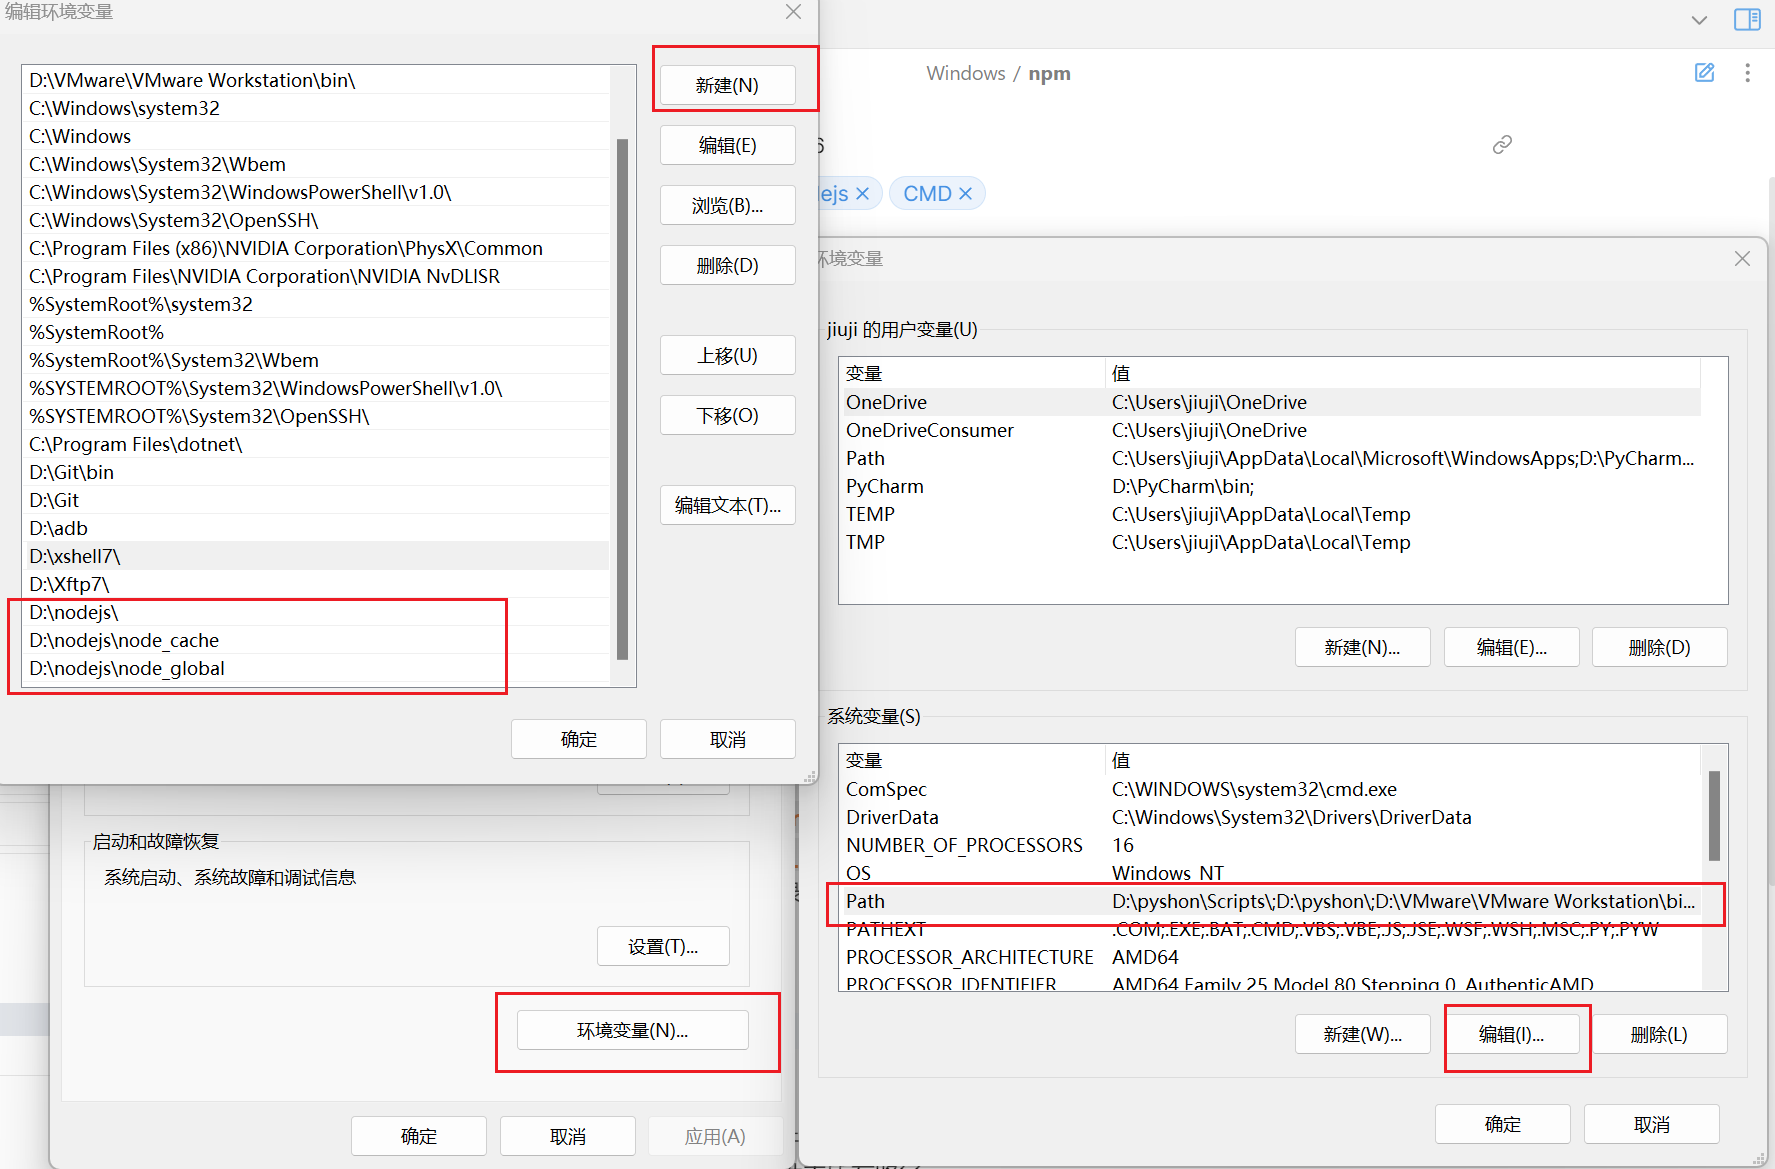 编辑环境变量
D:\VMware\VMware Workstation\bin\
C:\Windows\system32
C:\Windows
C:\Windows\System32\Wbem
C:\Windows\System32\WindowsPowerShell\v1.0\
C:\Windows\System32\OpenSSH\
C:\Program Files (x86)\NVIDIA Corporation\PhysX\Common
C:\Program Files\NVIDIA Corporation\NVIDIA NvDLISR
%SystemRoot%\system32
%SystemRoot%
%SystemRoot%\System32\Wbem
%SYSTEMROOT%\System32\WindowsPowerShell\v1.0\
%SYSTEMROOT%\System32\OpenSSH\
C:\Program Files\dotnet\
D:\Git\bin
D:\Git
D:\adb
D:\xshell7\
D:\Xftp7\
D:\nodejs\
D:\nodejs\node_cache
D:\nodejs\node_global
新建(N)
编辑(E)
浏览(B)...
删除(D)
上移(U)
下移(O)
编辑文本(T)...
确定
取消
Windows / npm
6
ejs ×
CMD ×
环境变量
jiuji 的用户变量(U)
变量 值
OneDrive C:\Users\jiuji\OneDrive
OneDriveConsumer C:\Users\jiuji\OneDrive
Path C:\Users\jiuji\AppData\Local\Microsoft\WindowsApps;D:\PyCharm...
PyCharm D:\PyCharm\bin;
TEMP C:\Users\jiuji\AppData\Local\Temp
TMP C:\Users\jiuji\AppData\Local\Temp
新建(N)...
编辑(E)...
删除(D)
系统变量(S)
变量 值
ComSpec C:\WINDOWS\system32\cmd.exe
DriverData C:\Windows\System32\Drivers\DriverData
NUMBER_OF_PROCESSORS 16
OS Windows_NT
Path D:\pyshon\Scripts\;D:\pyshon\;D:\VMware\VMware Workstation\bi...
PATHEXT .COM;.EXE;.BAT;.CMD;.VBS;.VBE;.JS;.JSE;.WSF;.WSH;.MSC;.PY;.PYW
PROCESSOR_ARCHITECTURE AMD64
PROCESSOR_IDENTIFIER AMD64 Family 25 Model 80 Stepping 0, AuthenticAMD
新建(W)...
编辑(I)...
删除(L)
确定
取消
启动和故障恢复
系统启动、系统故障和调试信息
设置(T)...
环境变量(N)...
确定
取消
应用(A)